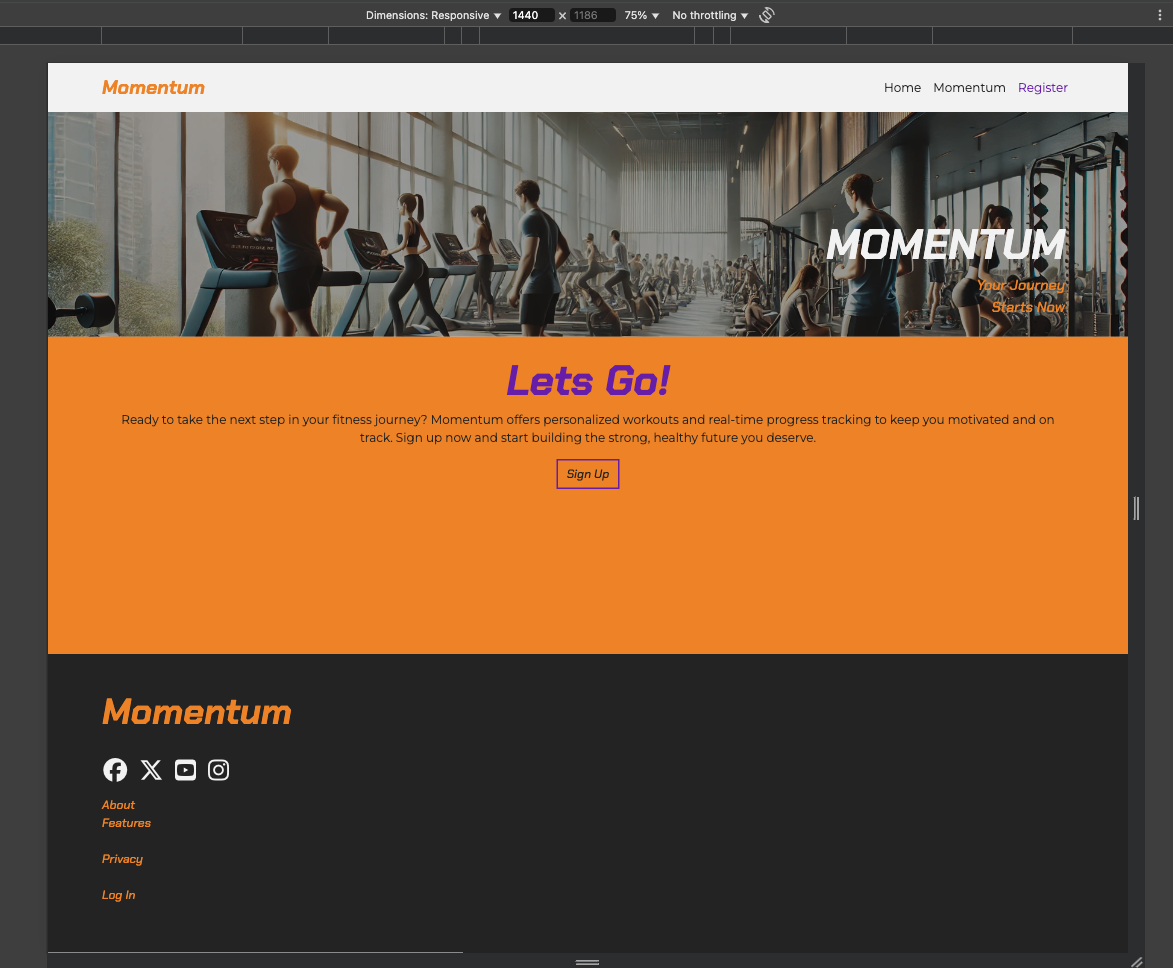 Dimensions: Responsive ▼ 1440 × 1186 75% ▼ No throttling ▼
Momentum Home Momentum Register
MOMENTUM
Your Journey
Starts Now
Lets Go!
Ready to take the next step in your fitness journey? Momentum offers personalized workouts and real-time progress tracking to keep you motivated and on
track. Sign up now and start building the strong, healthy future you deserve.
Sign Up
Momentum
About
Features
Privacy
Log In